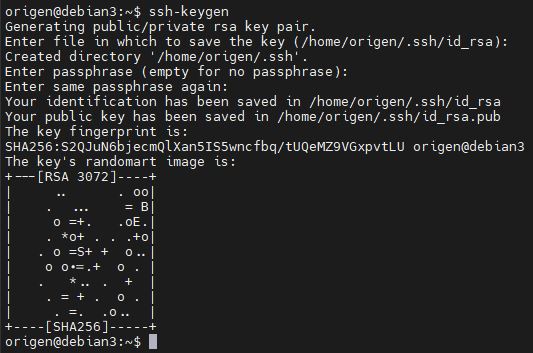 origen@debian3:~$ ssh-keygen
Generating public/private rsa key pair.
Enter file in which to save the key (/home/origen/.ssh/id_rsa):
Created directory '/home/origen/.ssh'.
Enter passphrase (empty for no passphrase):
Enter same passphrase again:
Your identification has been saved in /home/origen/.ssh/id_rsa
Your public key has been saved in /home/origen/.ssh/id_rsa.pub
The key fingerprint is:
SHA256:S2QJuN6bjecmQlXan5IS5wncfbq/tUQeMZ9VGxpvtLU origen@debian3
The key's randomart image is:
+---[RSA 3072]----+
|     ..      . oo|
|    .  ...    = B|
|     o =+.   .oE.|
|    . *o+ . . .+o|
|   . o =S+ +  o..|
|    o o.=.+  o . |
|   .   *.. .  +  |
|    . = + .  o . |
|     . =.  .o..  |
+----[SHA256]-----+
origen@debian3:~$